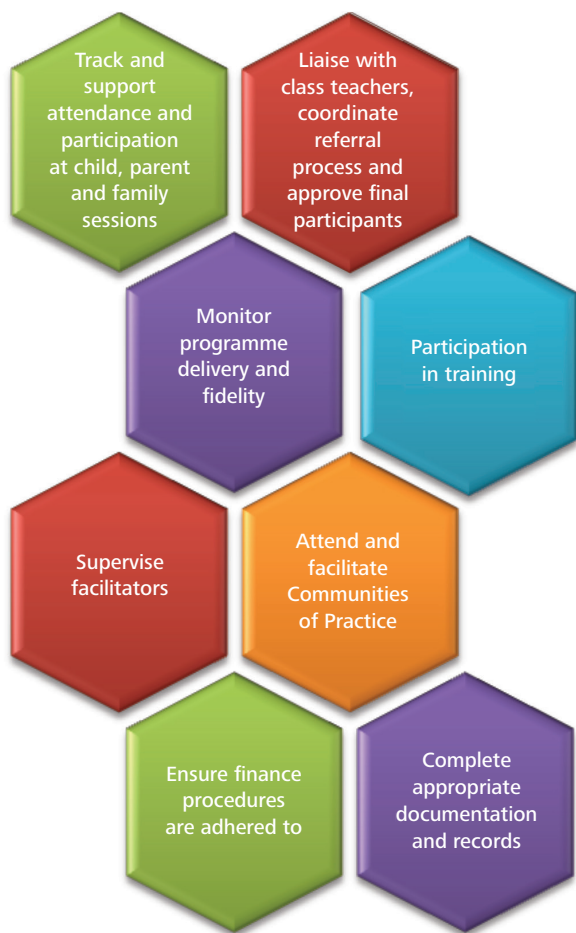 Track and
support
attendance and
participation
at child, parent
and family
sessions
Liaise with
class teachers,
coordinate
referral
process and
approve final
participants
Monitor
programme
delivery and
fidelity
Participation
in training
Supervise
facilitators
Attend and
facilitate
Communities
of Practice
Ensure finance
procedures
are adhered to
Complete
appropriate
documentation
and records